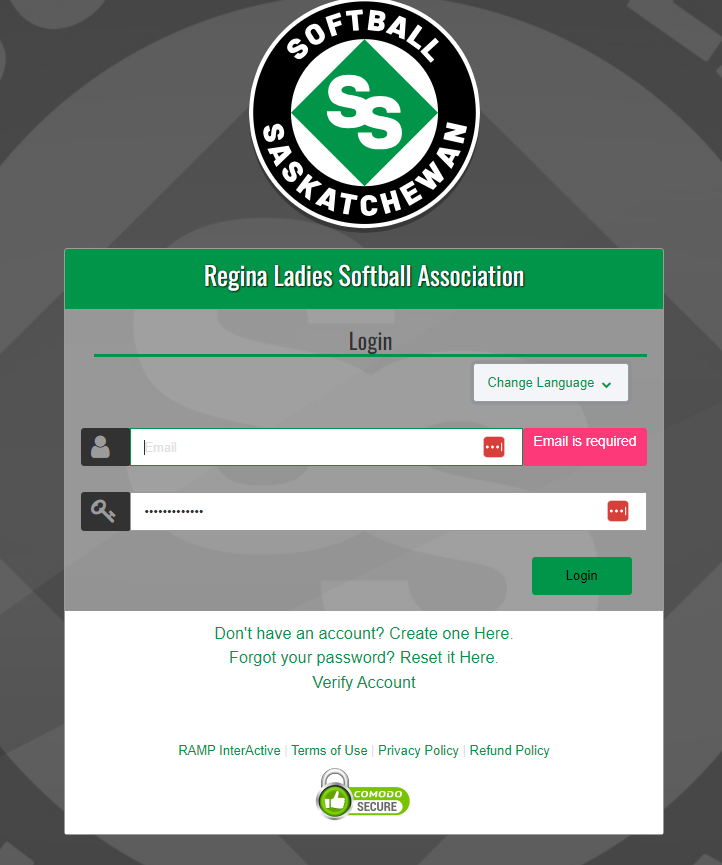 SOFTBALL
SS
SASKATCHEWAN
Regina Ladies Softball Association
Login
Change Language
Email
Email is required
•••••••••••••
Login
Don't have an account? Create one Here.
Forgot your password? Reset it Here.
Verify Account
RAMP InterActive | Terms of Use | Privacy Policy | Refund Policy
COMODO
SECURE